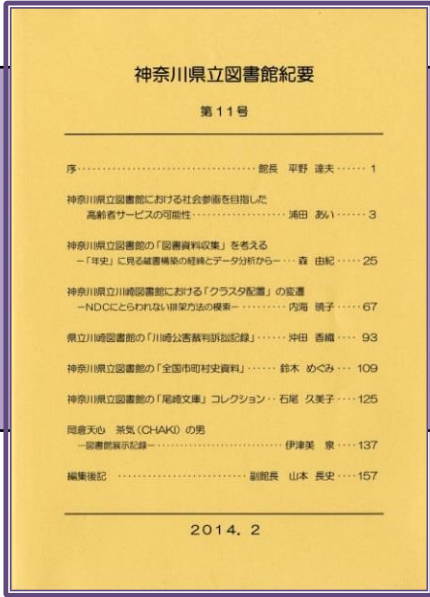 神奈川県立図書館紀要
第11号
序・・・・・・・・・・・・・・・・・・・・・・・・・・・・・・ 館長 平野 達夫・・・・・・ 1
神奈川県立図書館における社会参画を目指した
高齢者サービスの可能性・・・・・・・・・・・・・・・・・ 浦田 あい・・・・・・ 3
神奈川県立図書館の「図書資料収集」を考える
-「年史」に見る蔵書構築の経緯とデータ分析から-・・・ 森 由紀・・・・・ 25
神奈川県立川崎図書館における「クラスタ配置」の変遷
-NDCにとらわれない排架方法の模索-・・・・・・・・・ 内海 暁子・・・・・ 67
県立川崎図書館の「川崎公害裁判訴訟記録」・・・・・ 沖田 香織・・・・・ 93
神奈川県立図書館の「全国市町村史資料」・・・・・ 鈴木 めぐみ・・・・ 109
神奈川県立図書館の「尾崎文庫」コレクション・・ 石尾 久美子・・・・ 125
岡倉天心 茶気(CHAKI)の男
-図書館展示記録-・・・・・・・・・・・・・・・・・・・・・ 伊津美 泉・・・・ 137
編集後記 ・・・・・・・・・・・・・・・・・・・・・・・ 副館長 山本 長史・・・・・ 157
2014. 2